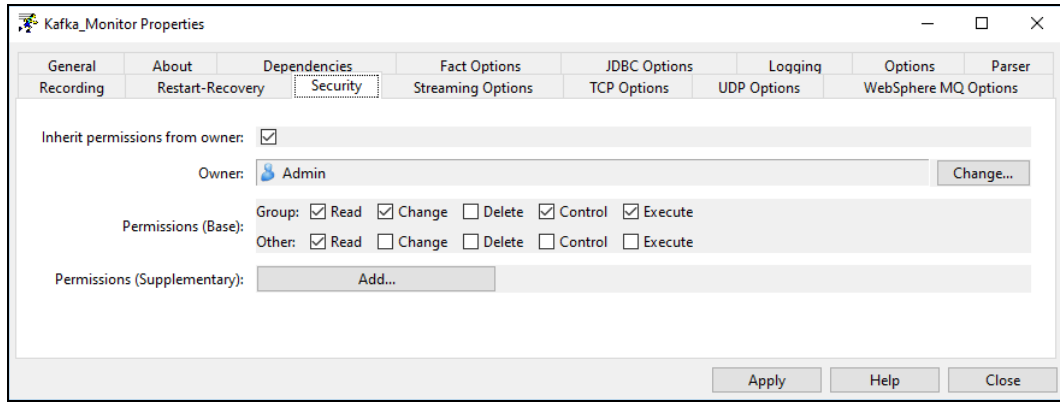 Kafka_Monitor Properties
General About Dependencies Fact Options JDBC Options Logging Options Parser
Recording Restart-Recovery Security Streaming Options TCP Options UDP Options WebSphere MQ Options
Inherit permissions from owner:
Owner: Admin Change...
Permissions (Base):
Group: Read Change Delete Control Execute
Other: Read Change Delete Control Execute
Permissions (Supplementary): Add...
Apply Help Close